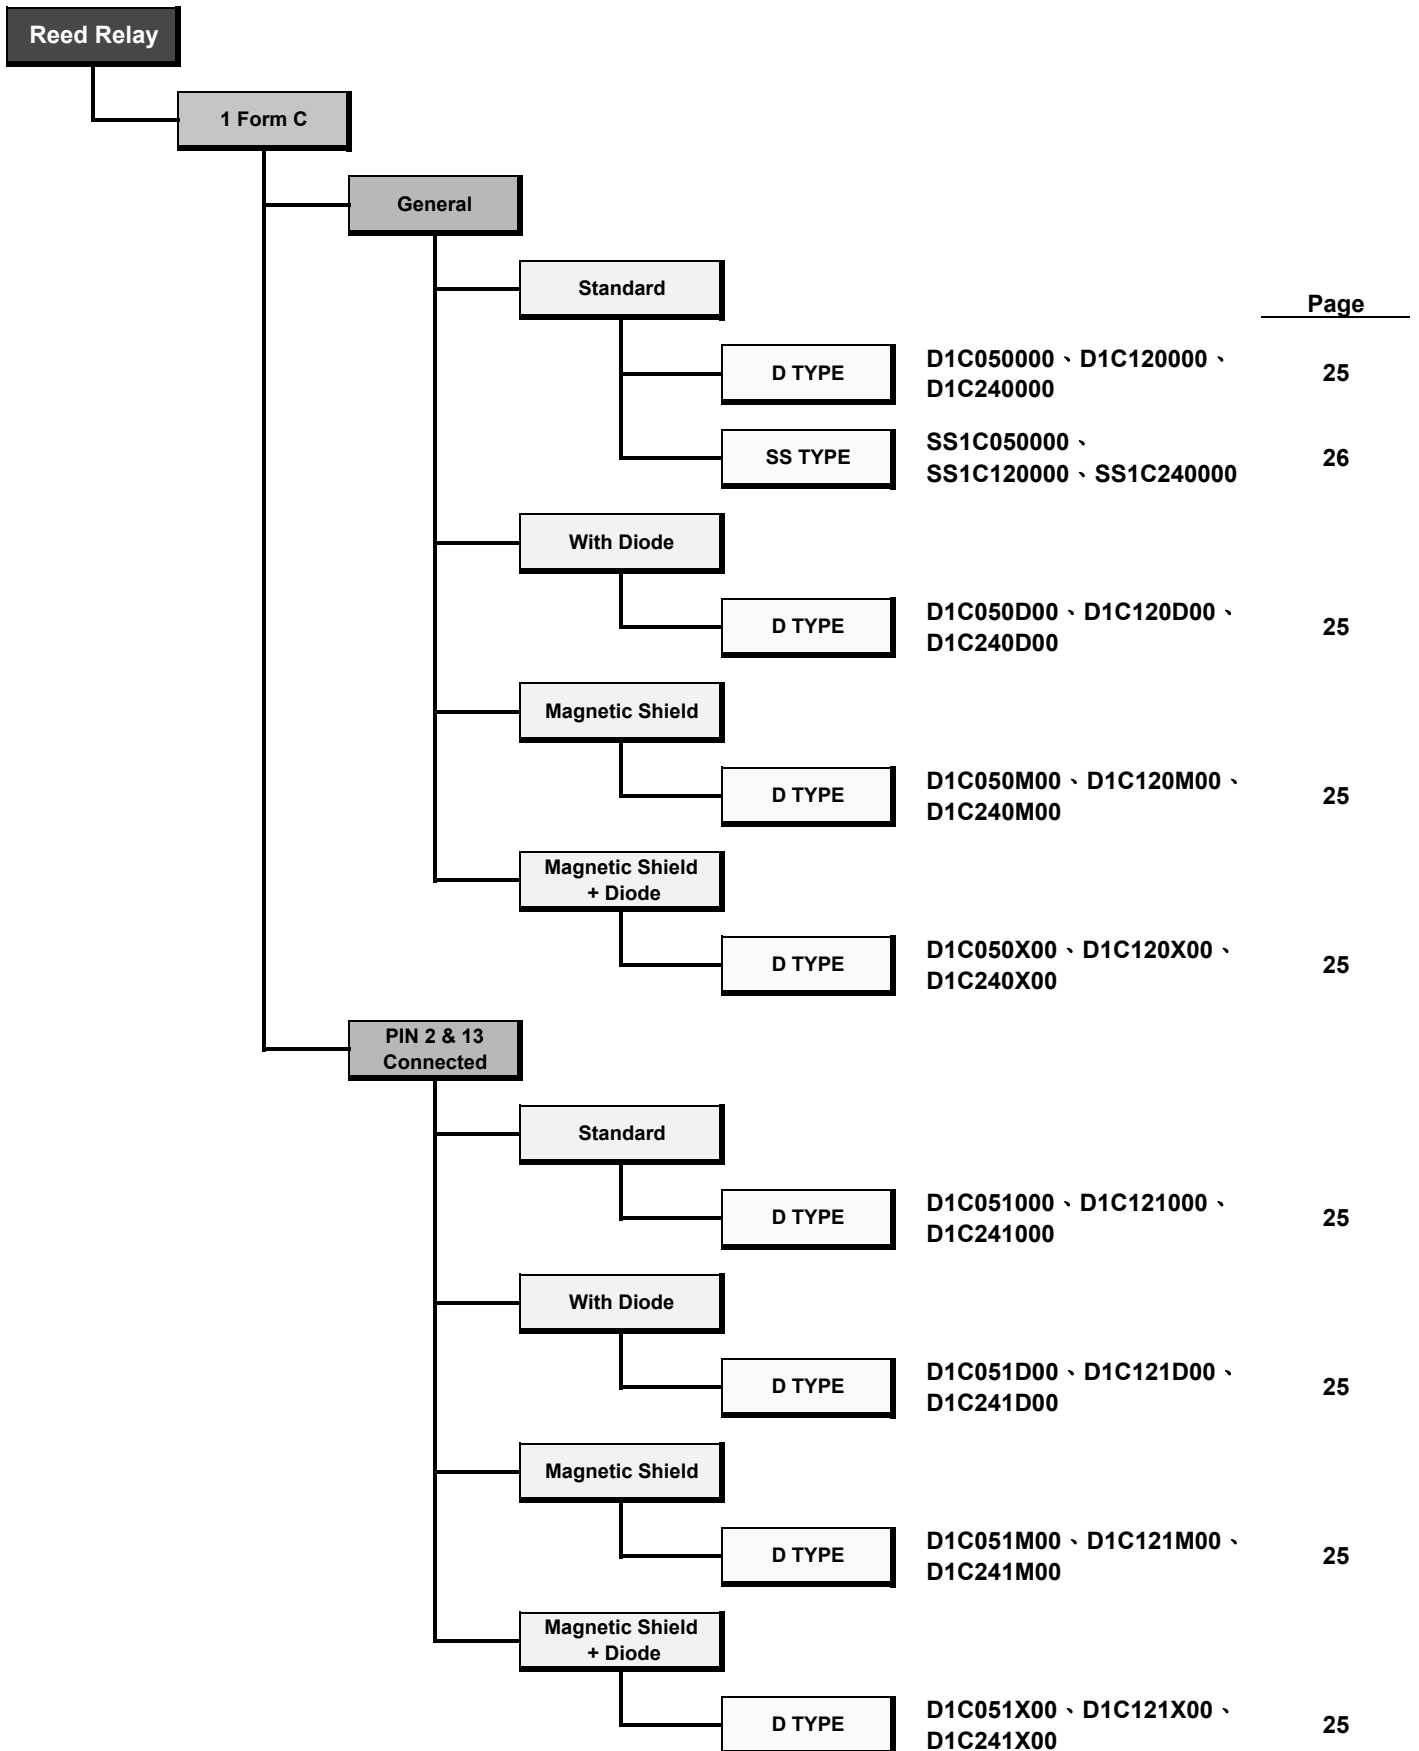 Reed Relay
1 Form C
General
Standard
Page
D TYPE
D1C050000、D1C120000、
D1C240000
25
SS TYPE
SS1C050000、
SS1C120000、SS1C240000
26
With Diode
D TYPE
D1C050D00、D1C120D00、
D1C240D00
25
Magnetic Shield
D TYPE
D1C050M00、D1C120M00、
D1C240M00
25
Magnetic Shield
+ Diode
D TYPE
D1C050X00、D1C120X00、
D1C240X00
25
PIN 2 & 13
Connected
Standard
D TYPE
D1C051000、D1C121000、
D1C241000
25
With Diode
D TYPE
D1C051D00、D1C121D00、
D1C241D00
25
Magnetic Shield
D TYPE
D1C051M00、D1C121M00、
D1C241M00
25
Magnetic Shield
+ Diode
D TYPE
D1C051X00、D1C121X00、
D1C241X00
25